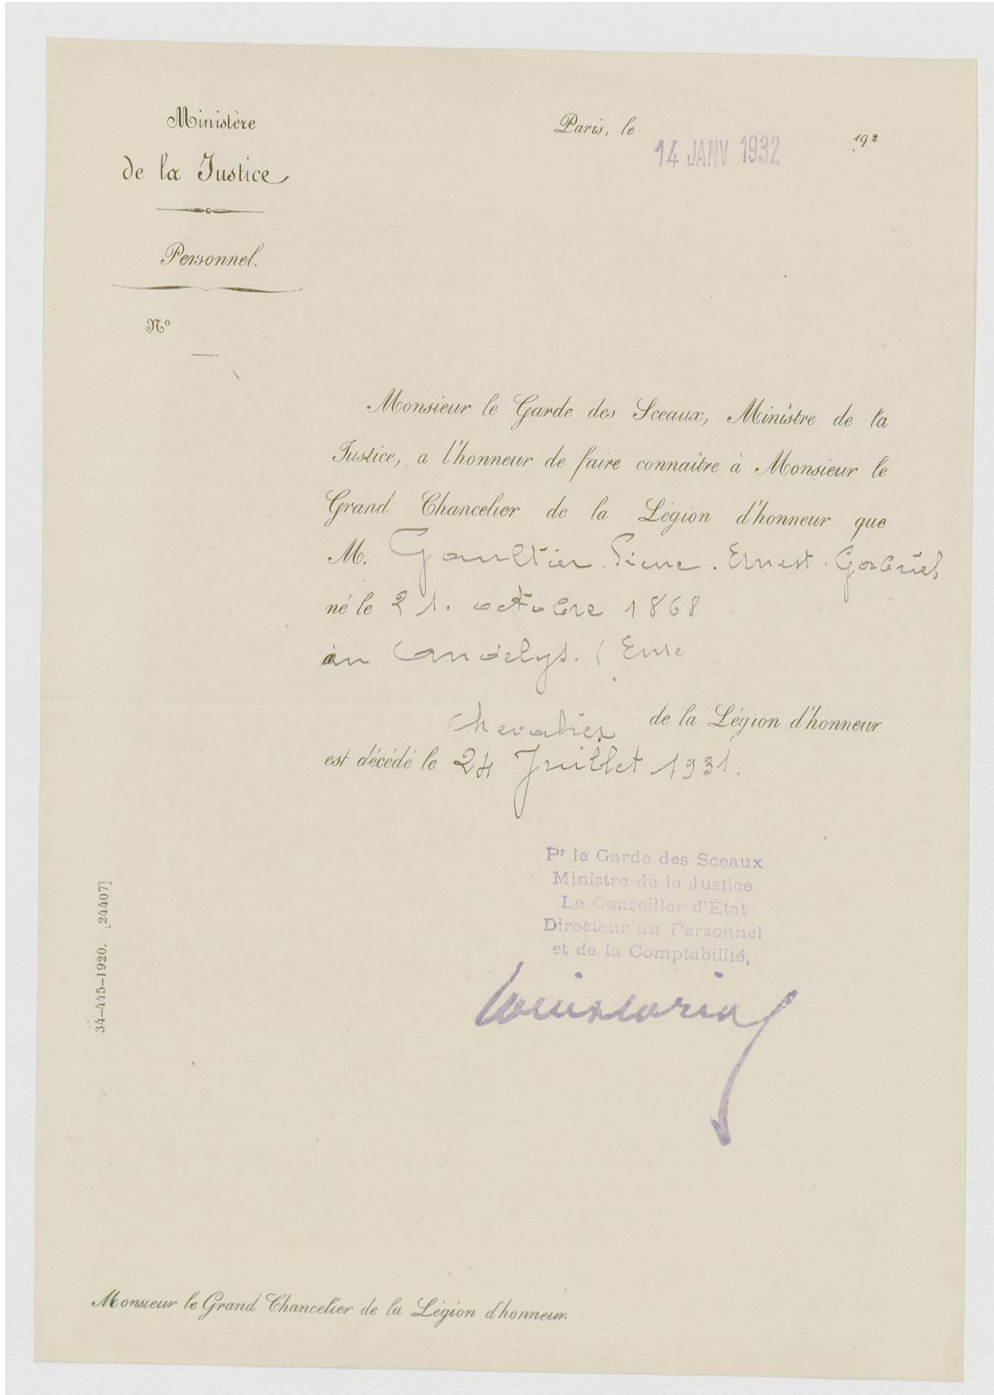 Ministère
de la Justice
Personnel.
Nº
Paris, le 14 JANV 1932 192
Monsieur le Garde des Sceaux, Ministre de la
Justice, a l'honneur de faire connaître à Monsieur le
Grand Chancelier de la Légion d'honneur que
M. Gaultier. Pierre. Ernest. Gabriel
né le 21. octobre 1868
au Andelys. (Eure
Chevalier de la Légion d'honneur
est décédé le 24 Juillet 1931.
Pr le Garde des Sceaux
Ministre de la Justice
Le Conseiller d'État
Directeur du Personnel
et de la Comptabilité,
34-445-1920. [24407]
Monsieur le Grand Chancelier de la Légion d'honneur.